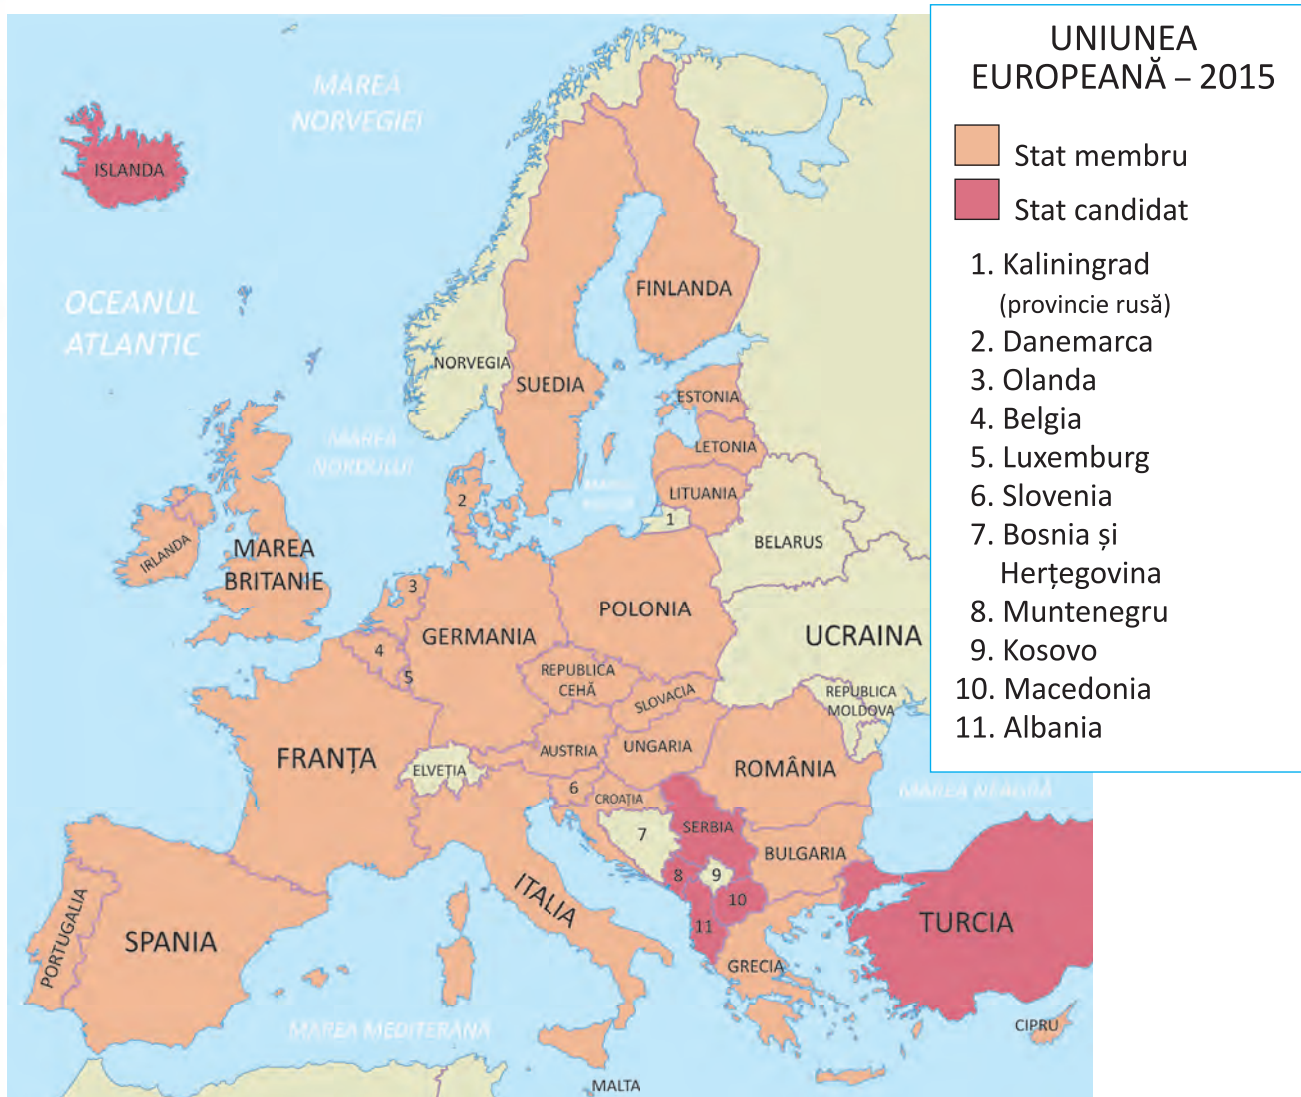 UNIUNEA
EUROPEANĂ – 2015
Stat membru
Stat candidat
1. Kaliningrad
(provincie rusă)
2. Danemarca
3. Olanda
4. Belgia
5. Luxemburg
6. Slovenia
7. Bosnia și
Herțegovina
8. Muntenegru
9. Kosovo
10. Macedonia
11. Albania
MAREA
NORVEGIEI
ISLANDA
OCEANUL
ATLANTIC
FINLANDA
NORVEGIA
SUEDIA
ESTONIA
MAREA
NORDULUI
LETONIA
LITUANIA
2
1
BELARUS
IRLANDA
MAREA
BRITANIE
3
POLONIA
GERMANIA
UCRAINA
4
5
REPUBLICA
CEHĂ
SLOVACIA
REPUBLICA
MOLDOVA
FRANȚA
AUSTRIA
UNGARIA
ROMÂNIA
ELVEȚIA
6
CROAȚIA
MAREA NEAGRĂ
7
SERBIA
BULGARIA
8
9
10
11
ITALIA
PORTUGALIA
SPANIA
TURCIA
GRECIA
MAREA MEDITERANĂ
CIPRU
MALTA